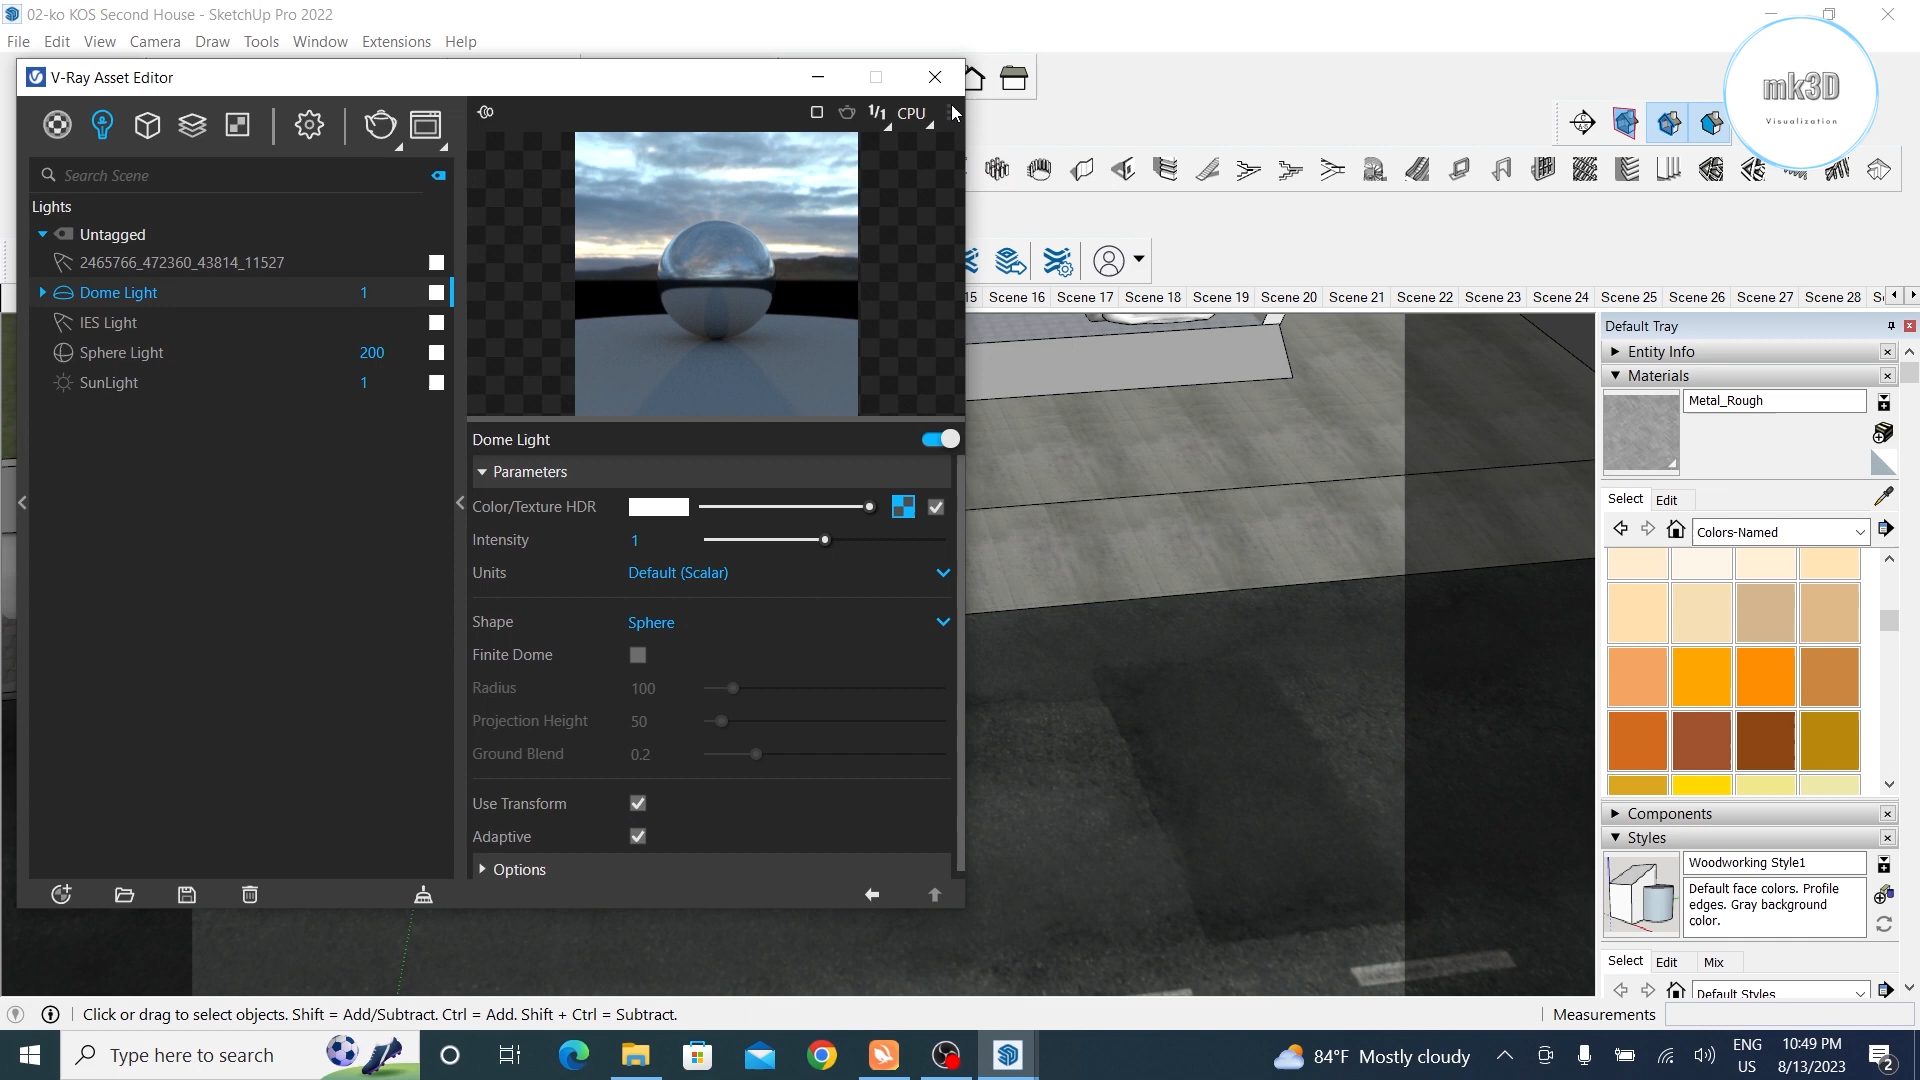 02-ko KOS Second House - SketchUp Pro 2022
File Edit View Camera Draw Tools Window Extensions Help
V-Ray Asset Editor
mk3D
Visualization
1/1 CPU
Search Scene
Lights
Untagged
2465766_472360_43814_11527
Dome Light 1
IES Light
Sphere Light 200
SunLight 1
15 Scene 16 Scene 17 Scene 18 Scene 19 Scene 20 Scene 21 Scene 22 Scene 23 Scene 24 Scene 25 Scene 26 Scene 27 Scene 28
Dome Light
Parameters
Color/Texture HDR
Intensity 1
Units Default (Scalar)
Shape Sphere
Finite Dome
Radius 100
Projection Height 50
Ground Blend 0.2
Use Transform
Adaptive
Options
Default Tray
Entity Info
Materials
Metal_Rough
Select Edit
Colors-Named
Components
Styles
Woodworking Style1
Default face colors. Profile
edges. Gray background
color.
Select Edit Mix
Default Styles
Click or drag to select objects. Shift = Add/Subtract. Ctrl = Add. Shift + Ctrl = Subtract.
Measurements
Type here to search
84°F Mostly cloudy
ENG
US
10:49 PM
8/13/2023
2